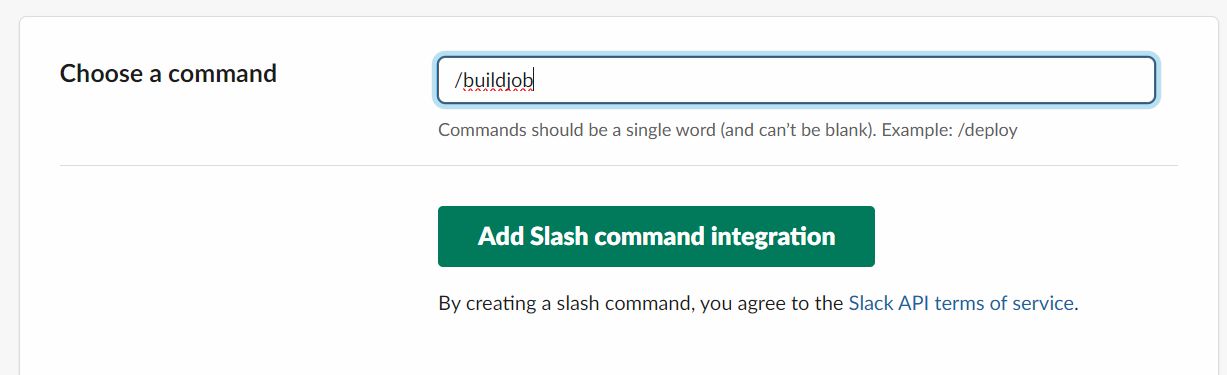 Choose a command
/buildjob
Commands should be a single word (and can't be blank). Example: /deploy
Add Slash command integration
By creating a slash command, you agree to the Slack API terms of service.